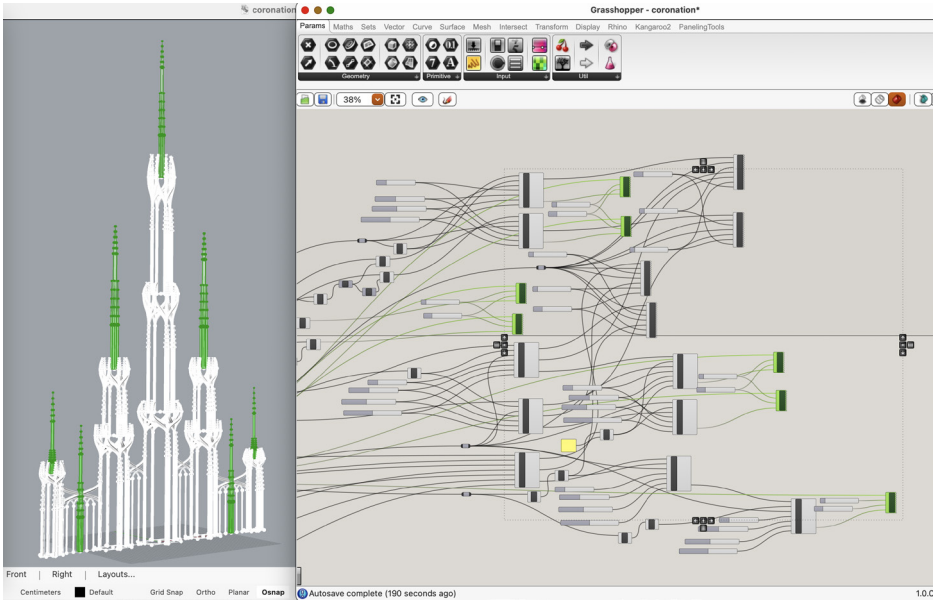 coronation
Grasshopper - coronation*
Params Maths Sets Vector Curve Surface Mesh Intersect Transform Display Rhino Kangaroo2 PanelingTools
Geometry Primitive Input Util
38%
Front | Right | Layouts...
Centimeters Default Grid Snap Ortho Planar Osnap
Autosave complete (190 seconds ago)
1.0.0